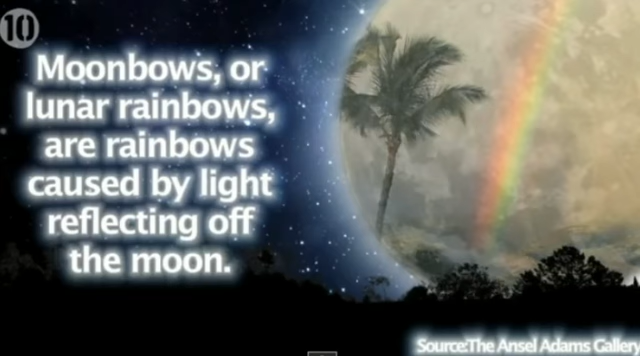 10
Moonbows, or
lunar rainbows,
are rainbows
caused by light
reflecting off
the moon.
Source:The Ansel Adams Gallery